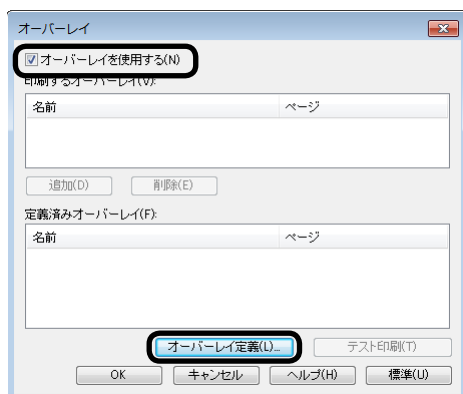 オーバーレイ
オーバーレイを使用する(N)
印刷するオーバーレイ(V):
名前 ページ
追加(D) 削除(E)
定義済みオーバーレイ(F):
名前 ページ
オーバーレイ定義(L)... テスト印刷(T)
OK キャンセル ヘルプ(H) 標準(U)